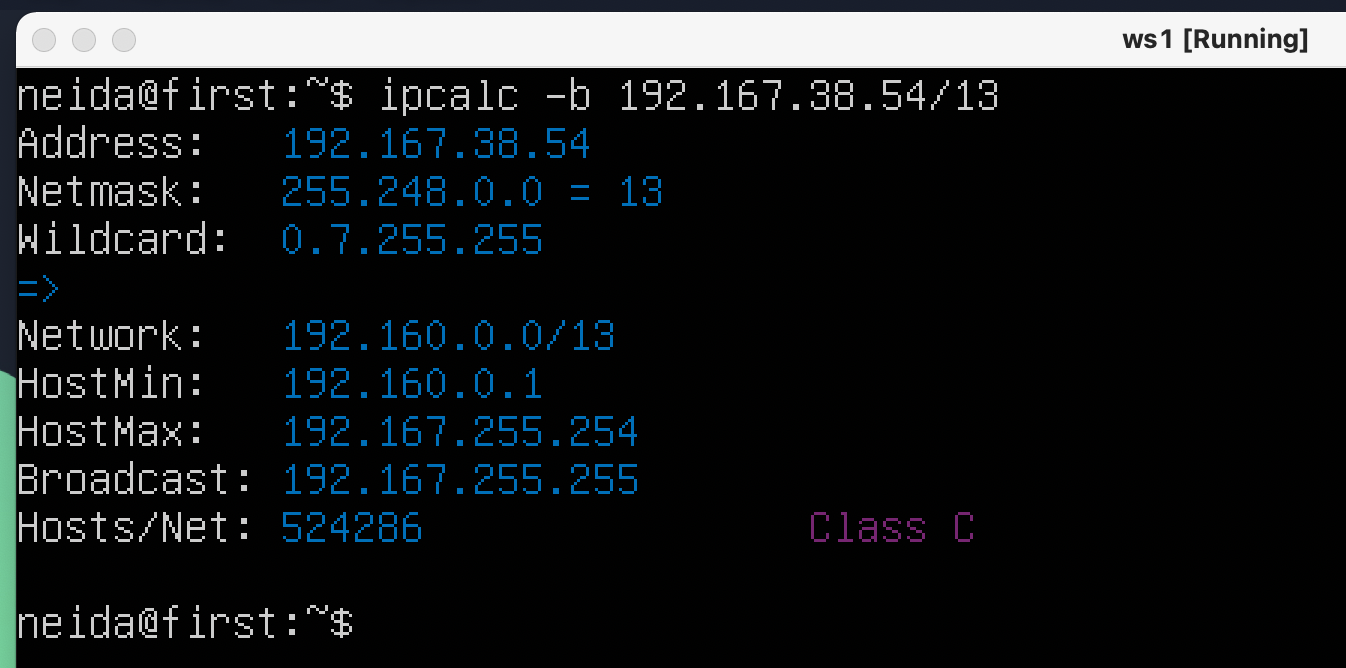 ws1 [Running]
neida@first:~$ ipcalc -b 192.167.38.54/13
Address:   192.167.38.54
Netmask:   255.248.0.0 = 13
Wildcard:  0.7.255.255
=>
Network:   192.160.0.0/13
HostMin:   192.160.0.1
HostMax:   192.167.255.254
Broadcast: 192.167.255.255
Hosts/Net: 524286                Class C
neida@first:~$